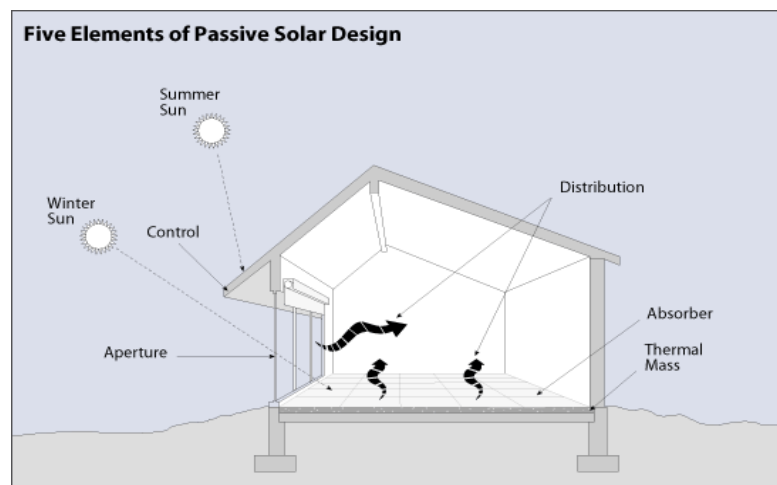 Five Elements of Passive Solar Design
Summer
Sun
Winter
Sun
Control
Distribution
Aperture
Absorber
Thermal
Mass